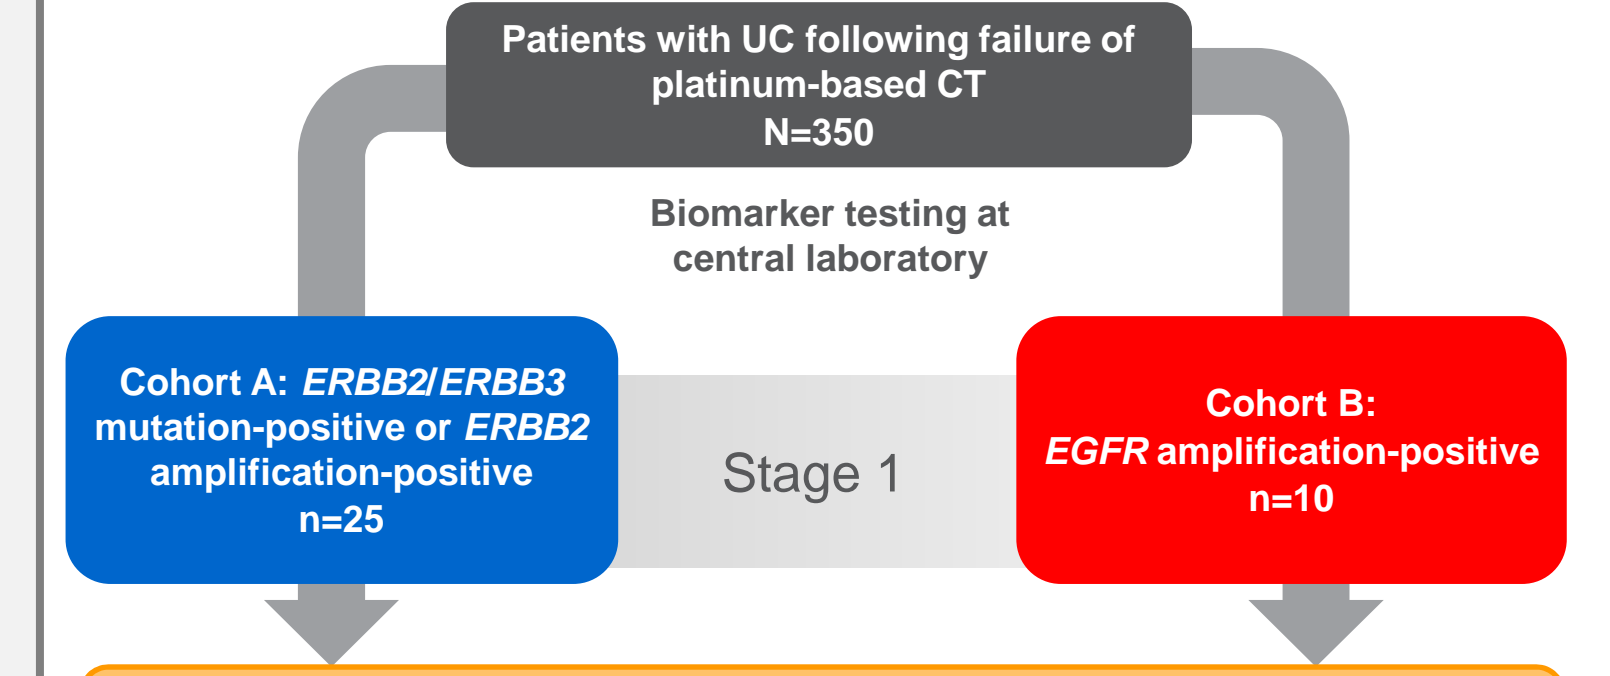 Patients with UC following failure of
platinum-based CT
N=350
Biomarker testing at
central laboratory
Cohort A: ERBB2/ERBB3
mutation-positive or ERBB2
amplification-positive
n=25
Stage 1
Cohort B:
EGFR amplification-positive
n=10